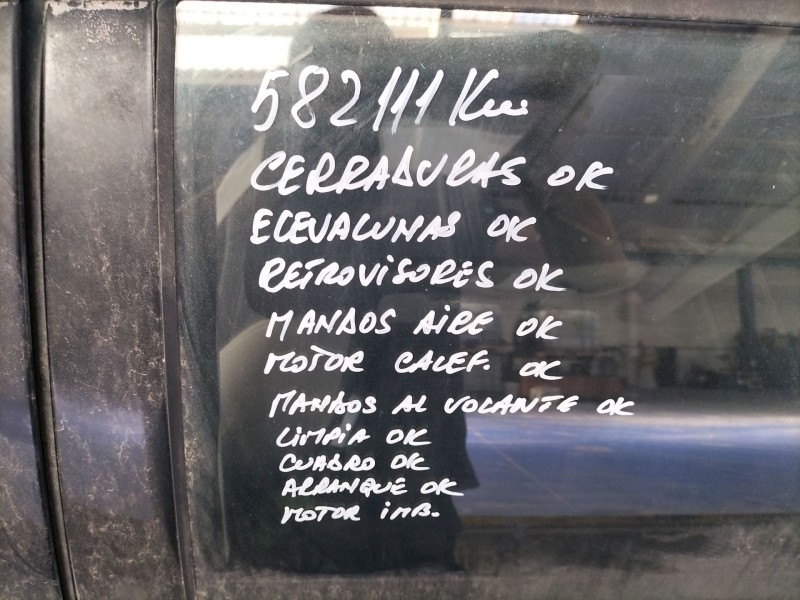 582111 Km
CERRADURAS OK
ELEVALUNAS OK
RETROVISORES OK
MANDOS AIRE OK
MOTOR CALEF. OK
MANDOS AL VOLANTE OK
LIMPIA OK
CUADRO OK
ARRANQUE OK
MOTOR IMB.